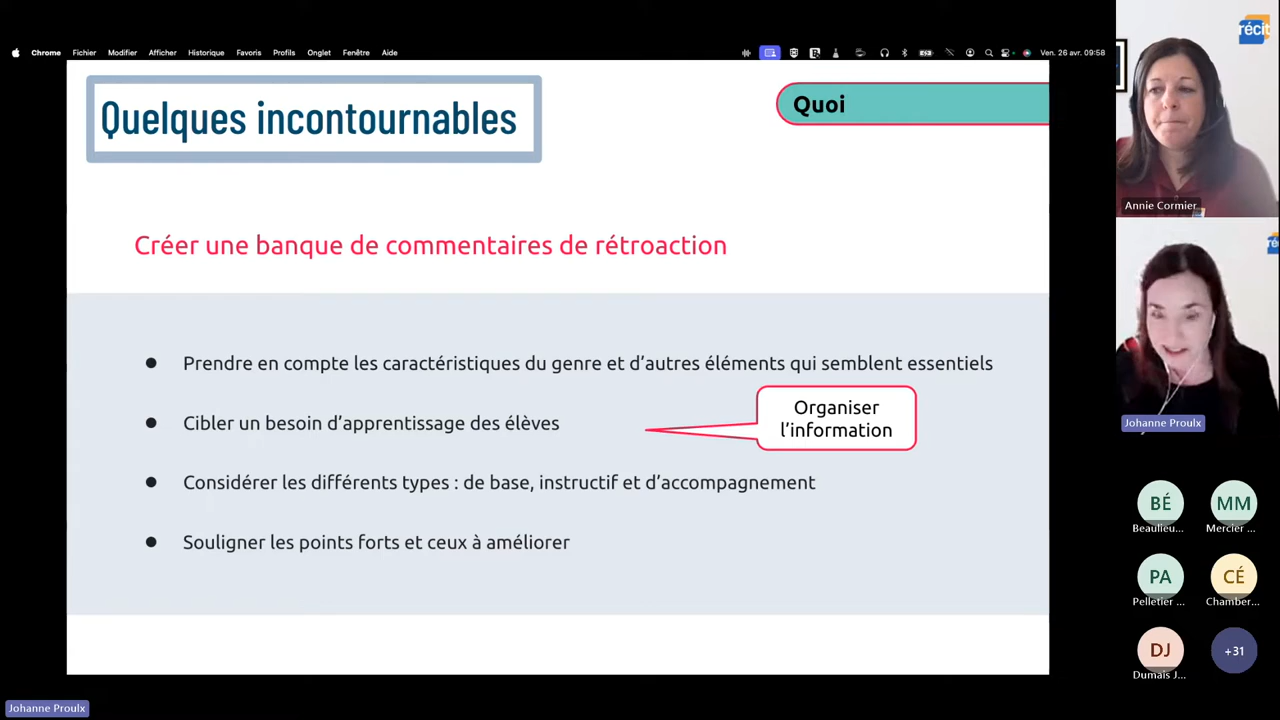 Chrome Fichier Modifier Afficher Historique Favoris Profils Onglet Fenêtre Aide Ven. 26 avr. 09:58
Quelques incontournables
Quoi
Créer une banque de commentaires de rétroaction
● Prendre en compte les caractéristiques du genre et d'autres éléments qui semblent essentiels
● Cibler un besoin d'apprentissage des élèves
Organiser
l'information
● Considérer les différents types : de base, instructif et d'accompagnement
● Souligner les points forts et ceux à améliorer
récit
Annie Cormier
Johanne Proulx
BÉ MM
Beaulieu... Mercier ...
PA CÉ
Pelletier ... Chamber...
DJ +31
Dumais J...
Johanne Proulx